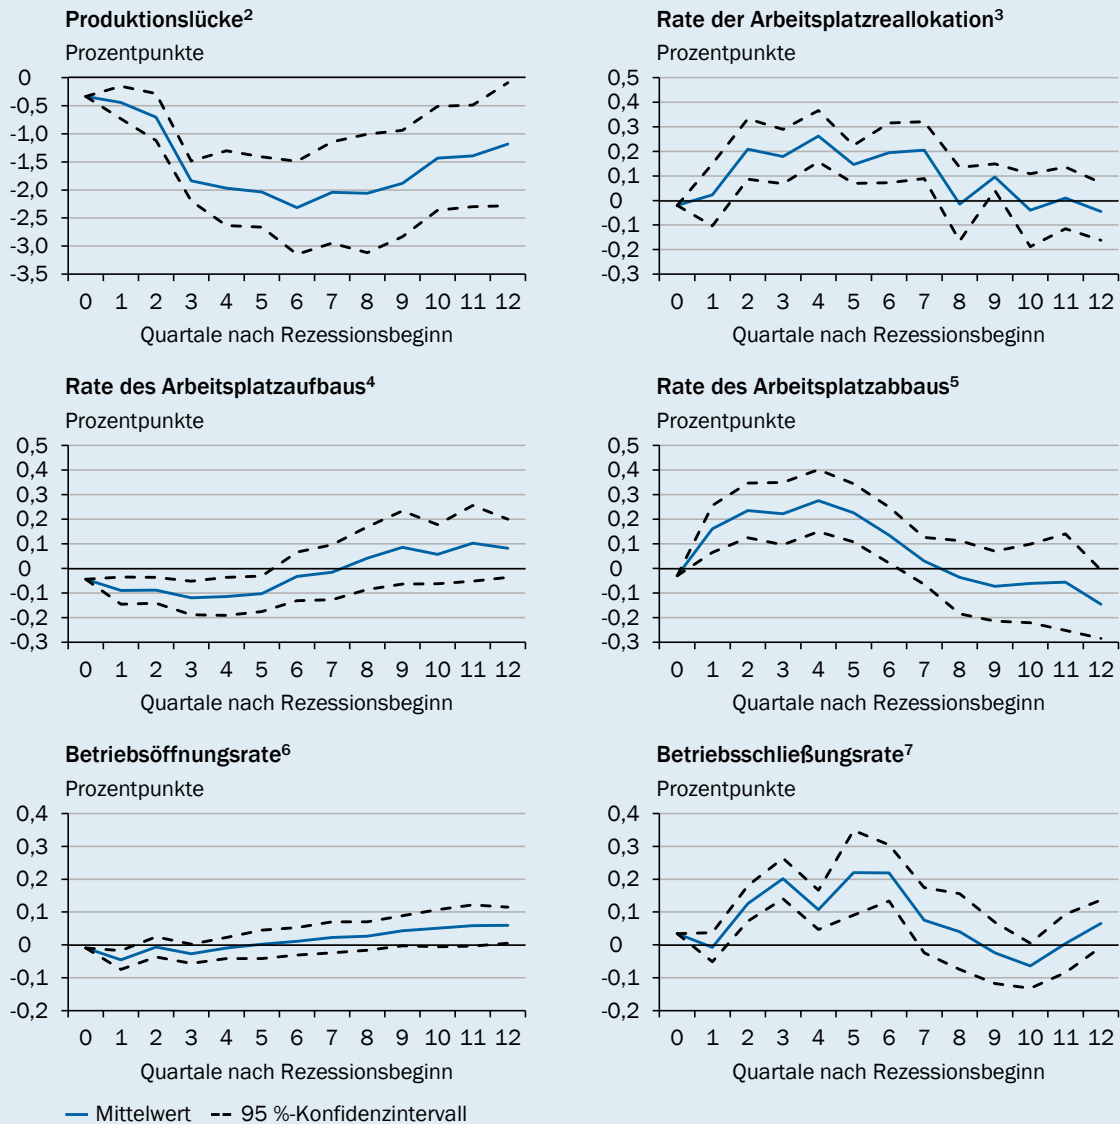 Produktionslücke²
Prozentpunkte
0
-0,5
-1,0
-1,5
-2,0
-2,5
-3,0
-3,5
0 1 2 3 4 5 6 7 8 9 10 11 12
Quartale nach Rezessionsbeginn
Rate der Arbeitsplatzreallokation³
Prozentpunkte
0,5
0,4
0,3
0,2
0,1
0
-0,1
-0,2
-0,3
0 1 2 3 4 5 6 7 8 9 10 11 12
Quartale nach Rezessionsbeginn
Rate des Arbeitsplatzaufbaus⁴
Prozentpunkte
0,5
0,4
0,3
0,2
0,1
0
-0,1
-0,2
-0,3
0 1 2 3 4 5 6 7 8 9 10 11 12
Quartale nach Rezessionsbeginn
Rate des Arbeitsplatzabbaus⁵
Prozentpunkte
0,5
0,4
0,3
0,2
0,1
0
-0,1
-0,2
-0,3
0 1 2 3 4 5 6 7 8 9 10 11 12
Quartale nach Rezessionsbeginn
Betriebsöffnungsrate⁶
Prozentpunkte
0,4
0,3
0,2
0,1
0
-0,1
-0,2
0 1 2 3 4 5 6 7 8 9 10 11 12
Quartale nach Rezessionsbeginn
Betriebsschließungsrate⁷
Prozentpunkte
0,4
0,3
0,2
0,1
0
-0,1
-0,2
0 1 2 3 4 5 6 7 8 9 10 11 12
Quartale nach Rezessionsbeginn
Mittelwert 95 %-Konfidenzintervall